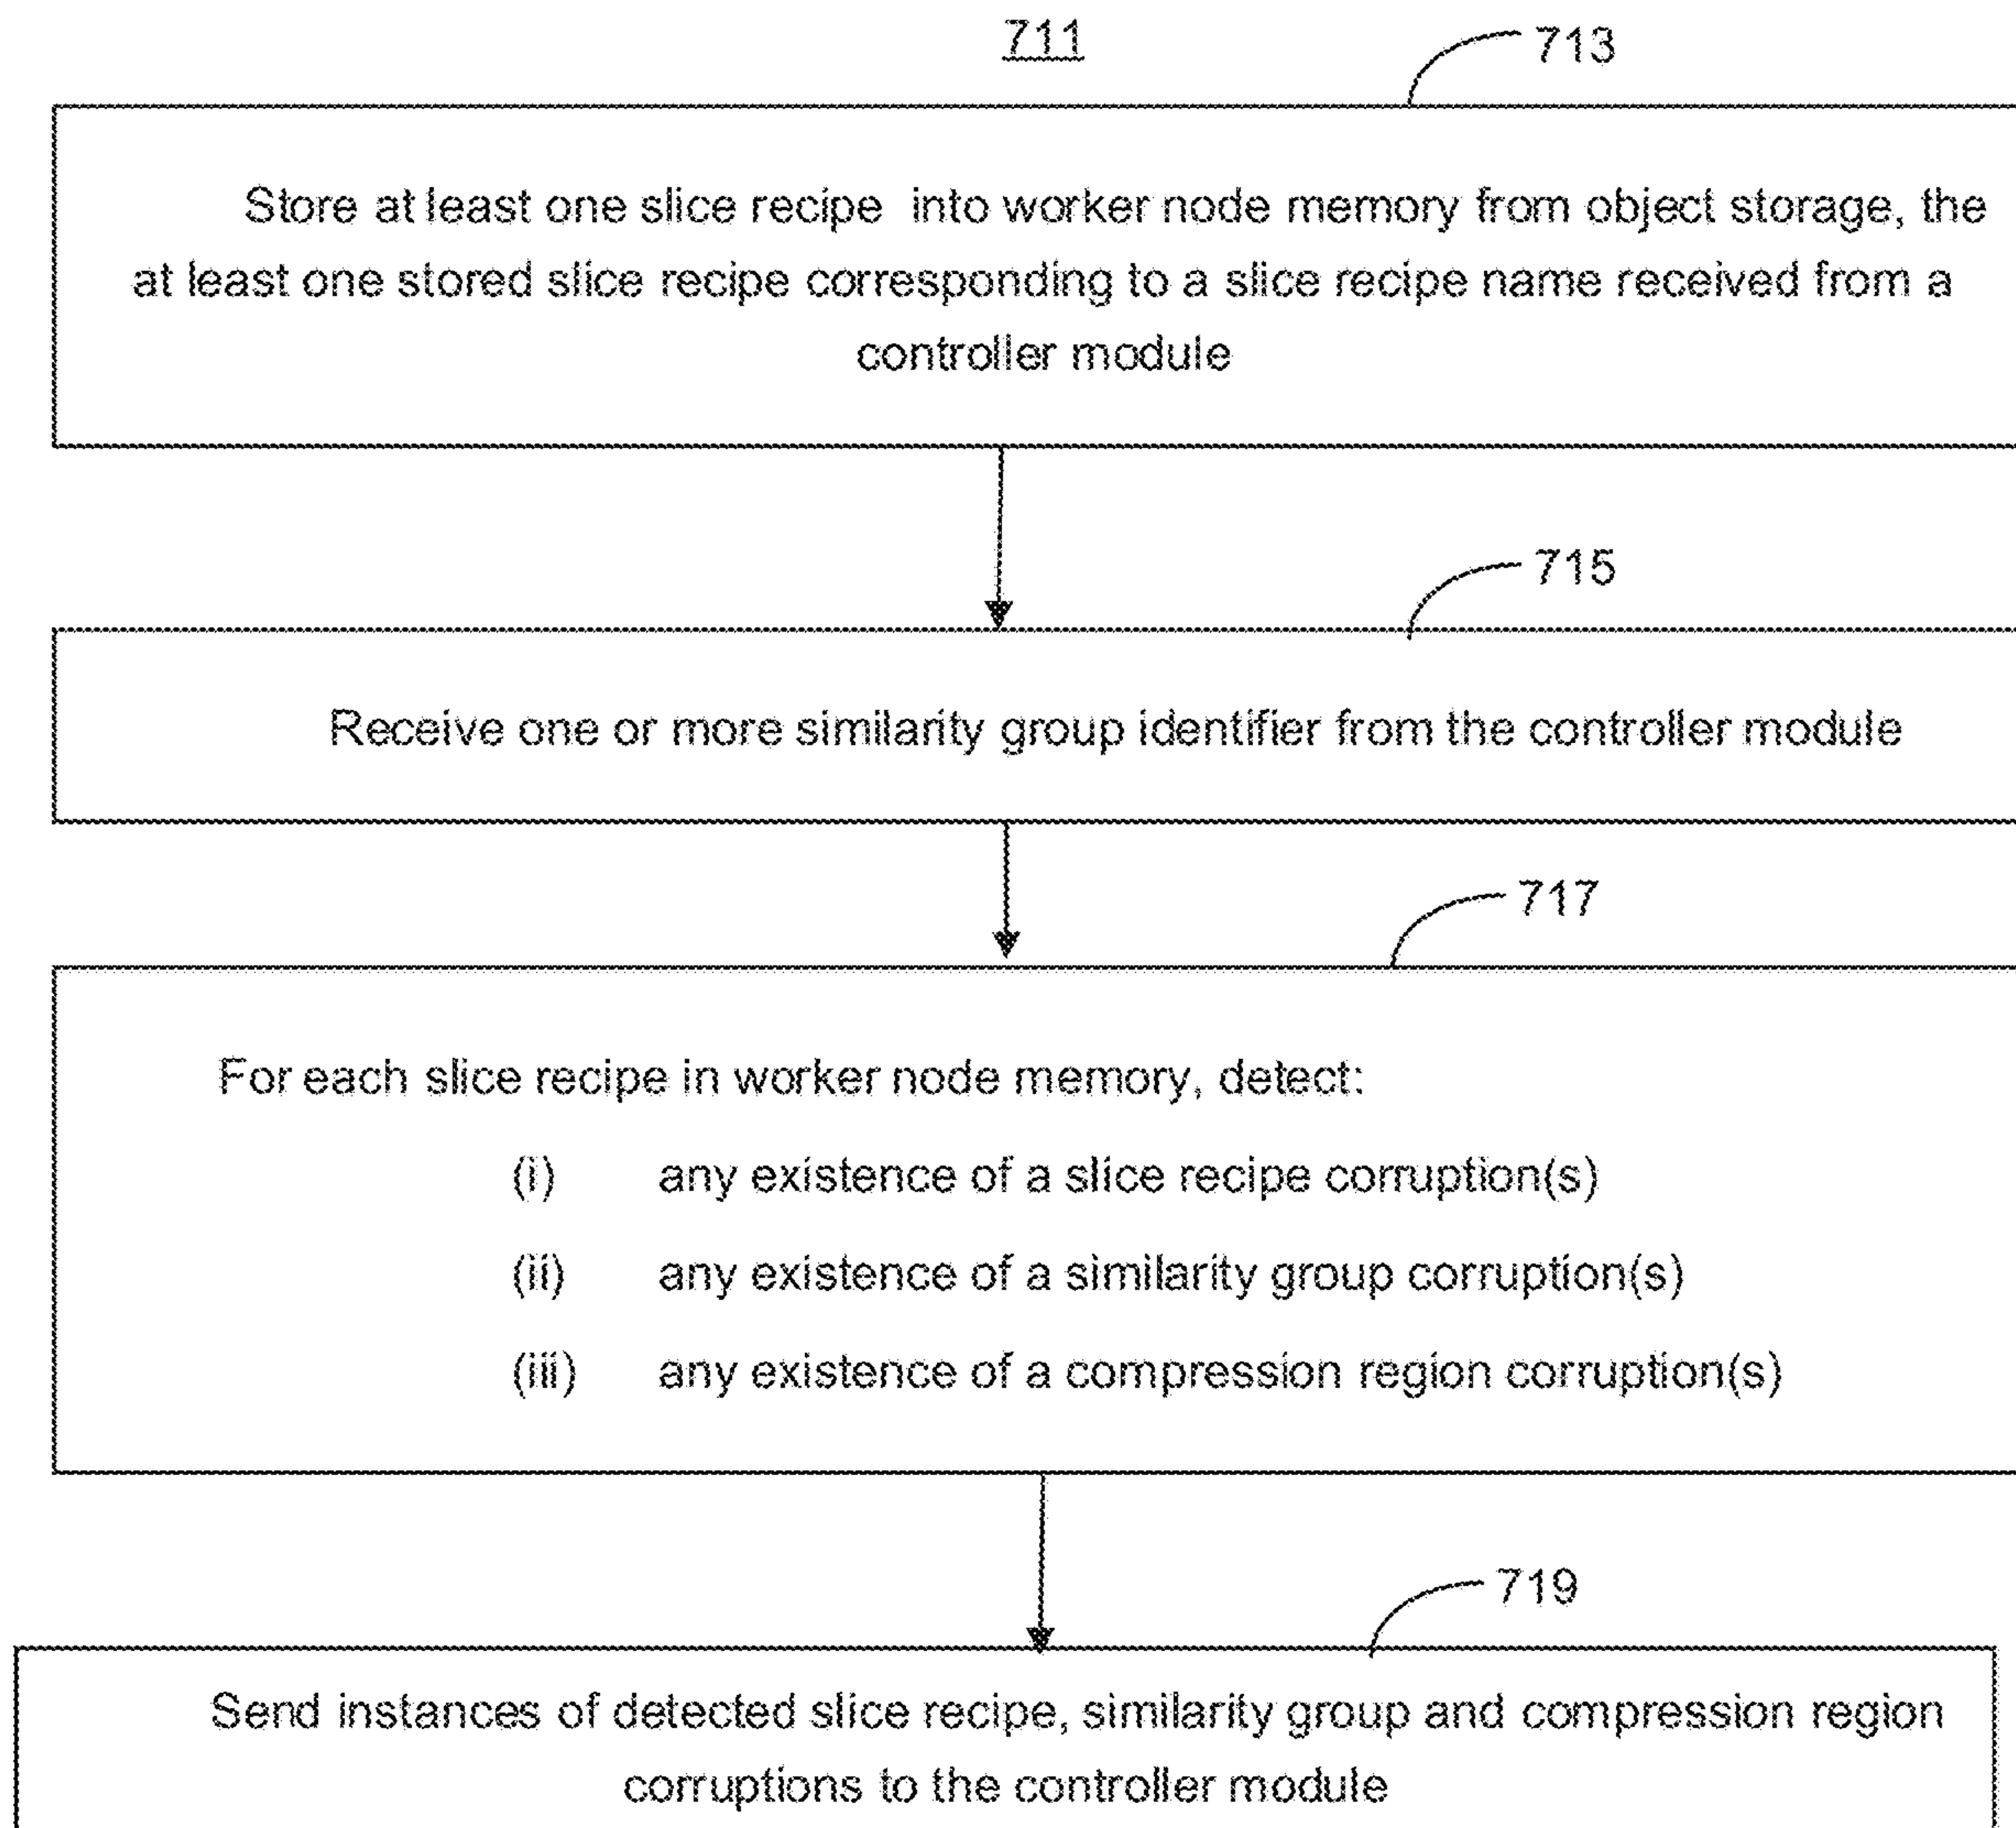 711
713
Store at least one slice recipe into worker node memory from object storage, the
at least one stored slice recipe corresponding to a slice recipe name received from a
controller module
715
Receive one or more similarity group identifier from the controller module
717
For each slice recipe in worker node memory, detect:
(i) any existence of a slice recipe corruption(s)
(ii) any existence of a similarity group corruption(s)
(iii) any existence of a compression region corruption(s)
719
Send instances of detected slice recipe, similarity group and compression region
corruptions to the controller module